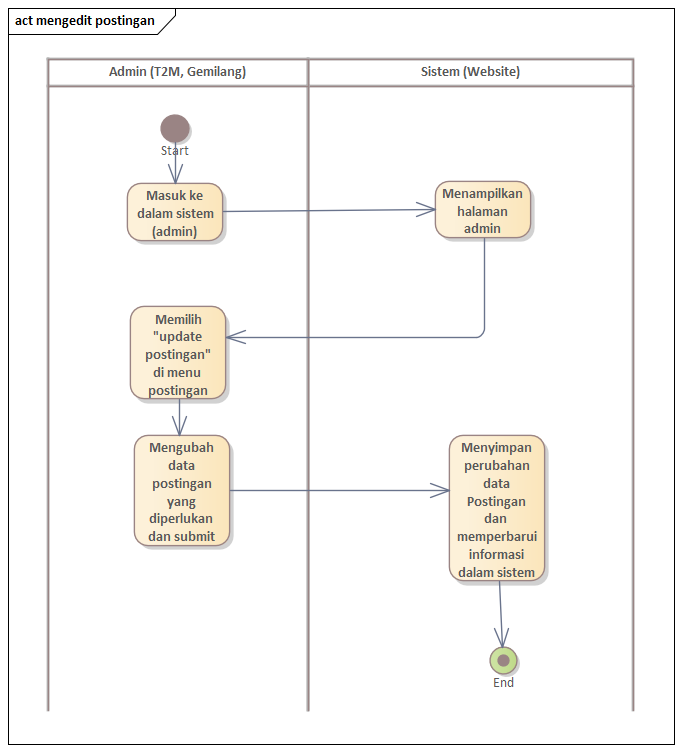 act mengedit postingan
Admin (T2M, Gemilang)
Sistem (Website)
Start
Masuk ke
dalam sistem
(admin)
Menampilkan
halaman
admin
Memilih
"update
postingan"
di menu
postingan
Mengubah
data
postingan
yang
diperlukan
dan submit
Menyimpan
perubahan
data
Postingan
dan
memperbarui
informasi
dalam sistem
End